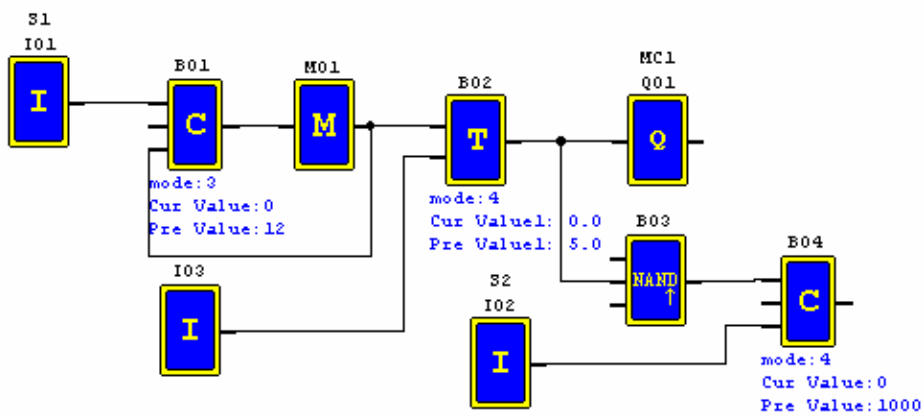 S1
I01
I
B01
C
mode:3
Cur Value:0
Pre Value:12
M01
M
B02
T
mode:4
Cur Value1: 0.0
Pre Value1: 5.0
MC1
Q01
Q
I03
I
B03
NAND
↑
S2
I02
I
B04
C
mode:4
Cur Value:0
Pre Value:1000